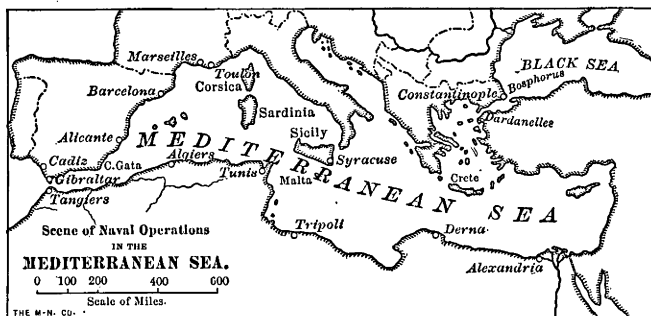 BLACK SEA
Bosphorus
Constantinople
Dardanelles
Marseilles
Toulon
Corsica
Barcelona
Sardinia
Alicante
Sicily
Syracuse
MEDITERRANEAN SEA
Cadiz
C.Gata
Algiers
Gibraltar
Tunis
Malta
Crete
Tangiers
Tripoli
Derna
Alexandria
Scene of Naval Operations
IN THE
MEDITERRANEAN SEA.
0 100 200 400 600
Scale of Miles.
THE M.-N. CO.